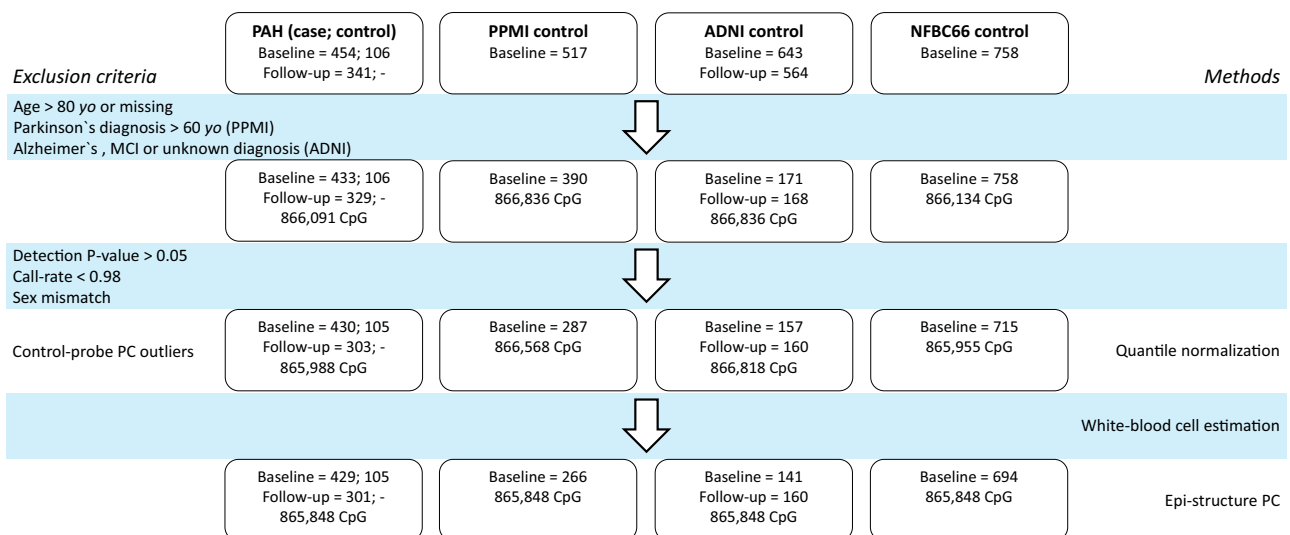 PAH (case; control)
Baseline = 454; 106
Follow-up = 341; -
PPMI control
Baseline = 517
ADNI control
Baseline = 643
Follow-up = 564
NFBC66 control
Baseline = 758
Exclusion criteria
Methods
Age > 80 yo or missing
Parkinson`s diagnosis > 60 yo (PPMI)
Alzheimer`s , MCI or unknown diagnosis (ADNI)
Baseline = 433; 106
Follow-up = 329; -
866,091 CpG
Baseline = 390
866,836 CpG
Baseline = 171
Follow-up = 168
866,836 CpG
Baseline = 758
866,134 CpG
Detection P-value > 0.05
Call-rate < 0.98
Sex mismatch
Control-probe PC outliers
Baseline = 430; 105
Follow-up = 303; -
865,988 CpG
Baseline = 287
866,568 CpG
Baseline = 157
Follow-up = 160
866,818 CpG
Baseline = 715
865,955 CpG
Quantile normalization
White-blood cell estimation
Baseline = 429; 105
Follow-up = 301; -
865,848 CpG
Baseline = 266
865,848 CpG
Baseline = 141
Follow-up = 160
865,848 CpG
Baseline = 694
865,848 CpG
Epi-structure PC